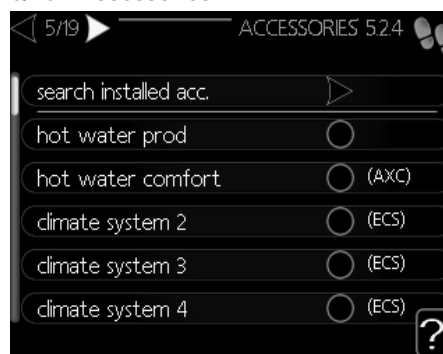 5/19 ACCESSORIES 5.2.4
search installed acc.
hot water prod
hot water comfort (AXC)
climate system 2 (ECS)
climate system 3 (ECS)
climate system 4 (ECS)
?